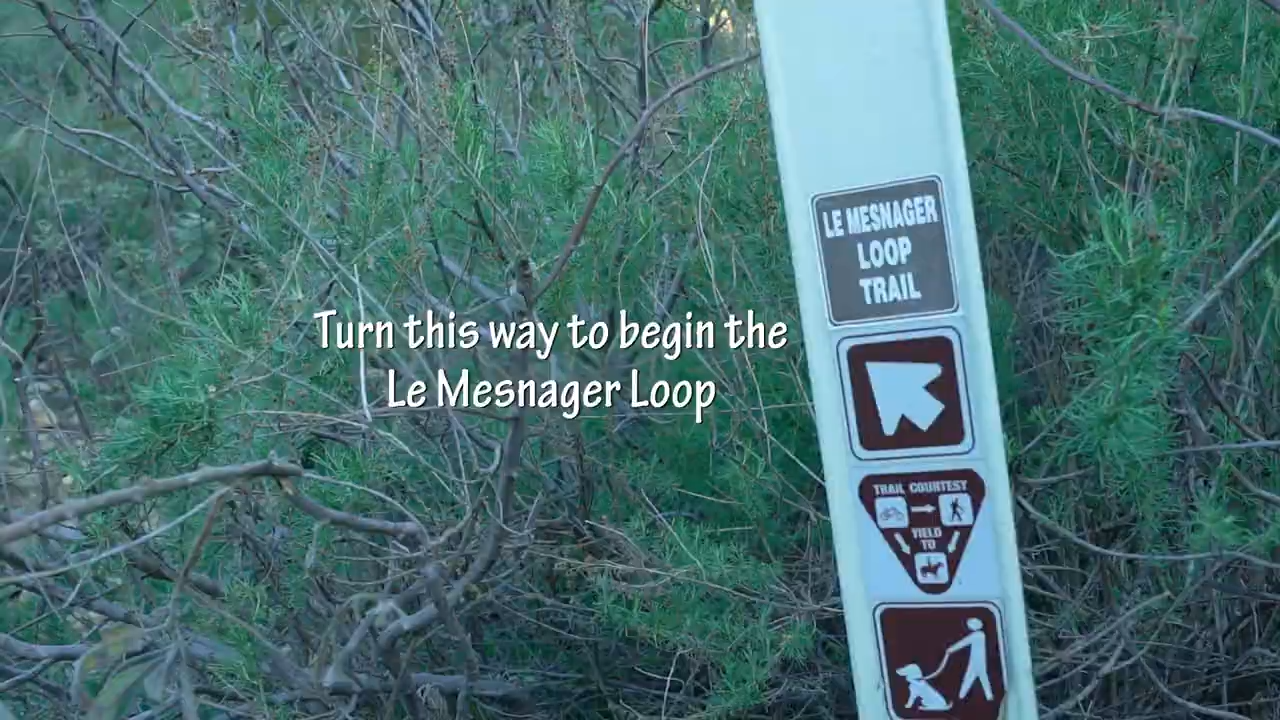 LE MESNAGER
LOOP
TRAIL
Turn this way to begin the
Le Mesnager Loop
TRAIL COURTESY
YIELD
TO